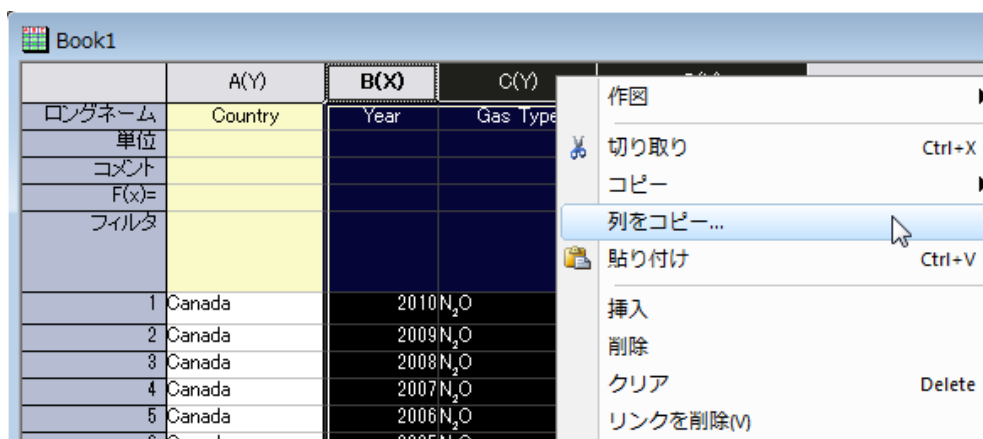 Book1
A(Y) B(X) C(Y)
ロングネーム Country Year Gas Type
単位
コメント
F(x)=
フィルタ
1 Canada 2010 N₂O
2 Canada 2009 N₂O
3 Canada 2008 N₂O
4 Canada 2007 N₂O
5 Canada 2006 N₂O
作図
切り取り Ctrl+X
コピー
列をコピー...
貼り付け Ctrl+V
挿入
削除
クリア Delete
リンクを削除(V)